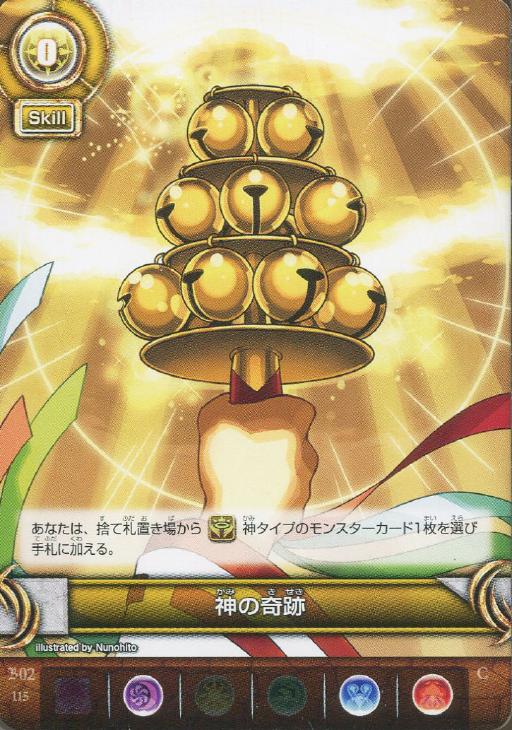 0
Skill
あなたは、捨て札置き場から 神タイプのモンスターカード1枚を選び
手札に加える。
神の奇跡
illustrated by Nunohito
B02
115
C